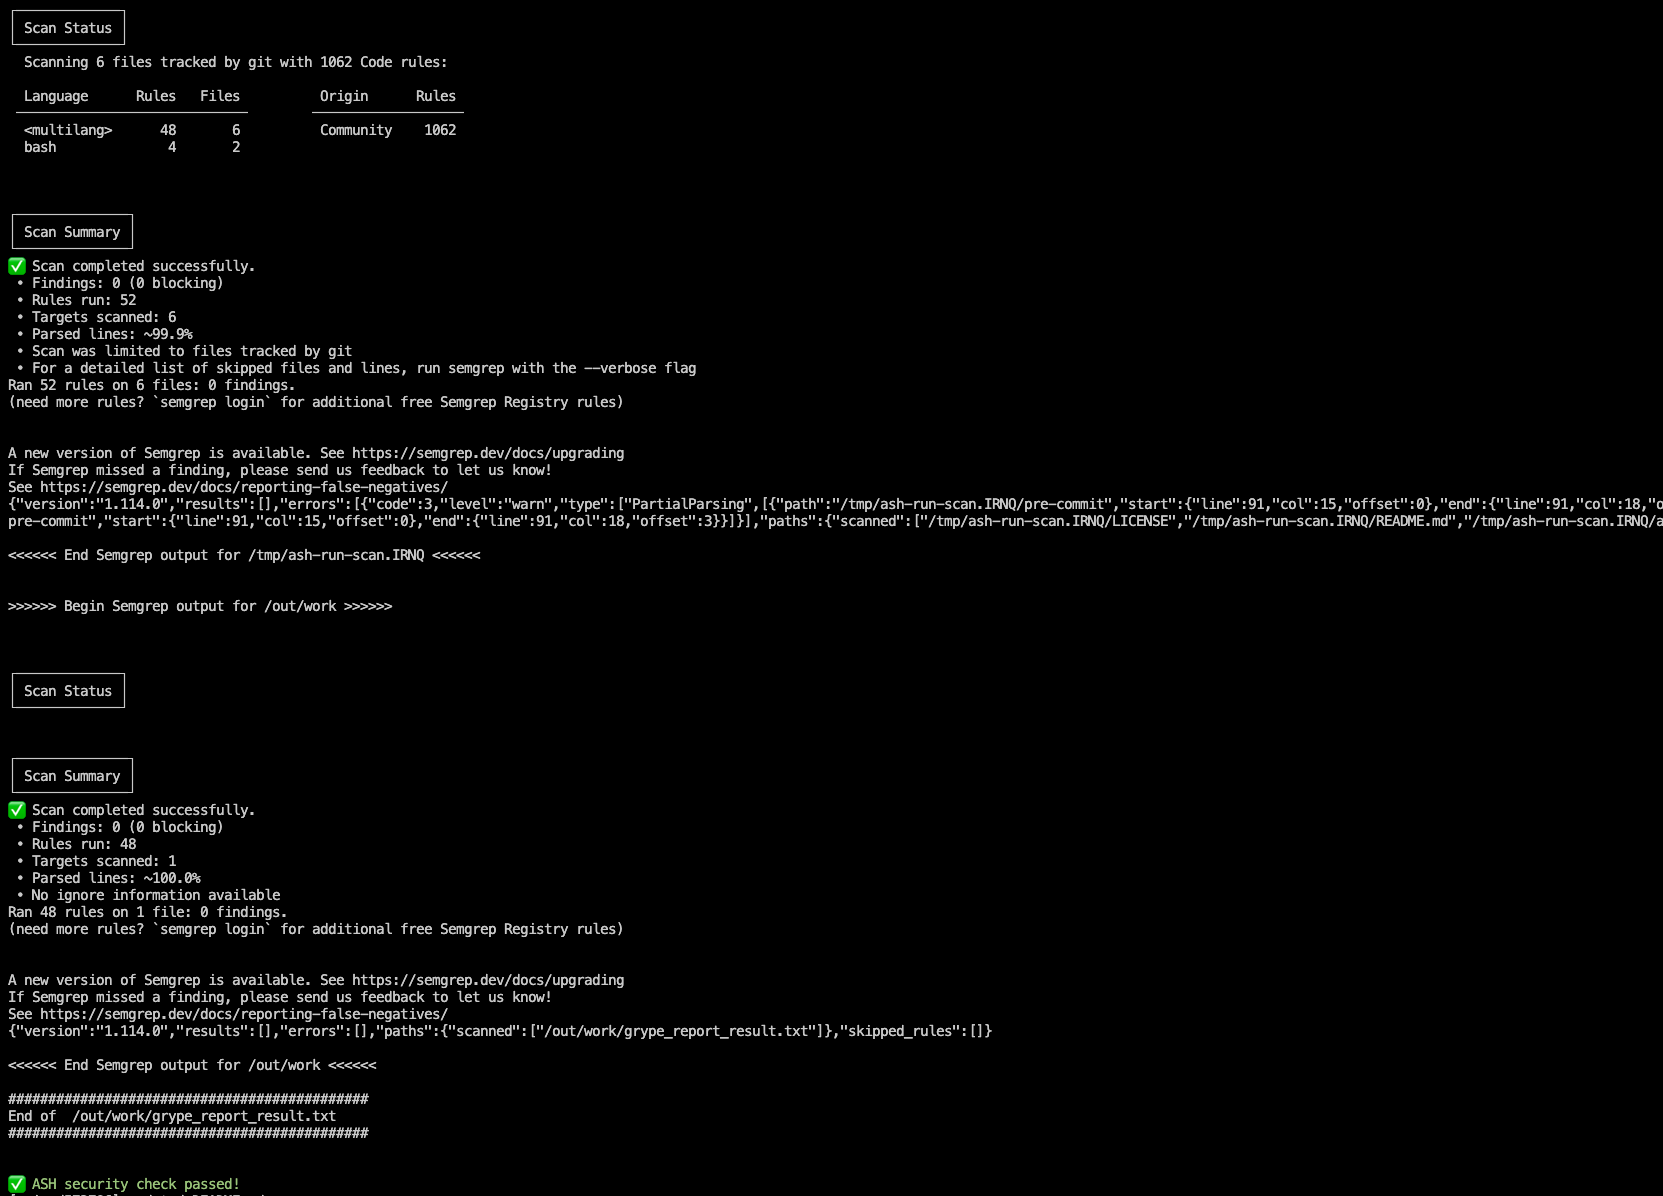 Scan Status
Scanning 6 files tracked by git with 1062 Code rules:
Language Rules Files Origin Rules
<multilang> 48 6 Community 1062
bash 4 2
Scan Summary
✅ Scan completed successfully.
• Findings: 0 (0 blocking)
• Rules run: 52
• Targets scanned: 6
• Parsed lines: ~99.9%
• Scan was limited to files tracked by git
• For a detailed list of skipped files and lines, run semgrep with the --verbose flag
Ran 52 rules on 6 files: 0 findings.
(need more rules? `semgrep login` for additional free Semgrep Registry rules)
A new version of Semgrep is available. See https://semgrep.dev/docs/upgrading
If Semgrep missed a finding, please send us feedback to let us know!
See https://semgrep.dev/docs/reporting-false-negatives/
{"version":"1.114.0","results":[],"errors":[{"code":3,"level":"warn","type":["PartialParsing",[{"path":"/tmp/ash-run-scan.IRNQ/pre-commit","start":{"line":91,"col":15,"offset":0},"end":{"line":91,"col":18,"o
pre-commit","start":{"line":91,"col":15,"offset":0},"end":{"line":91,"col":18,"offset":3}}]}],"paths":{"scanned":["/tmp/ash-run-scan.IRNQ/LICENSE","/tmp/ash-run-scan.IRNQ/README.md","/tmp/ash-run-scan.IRNQ/a
<<<<<< End Semgrep output for /tmp/ash-run-scan.IRNQ <<<<<<
>>>>>> Begin Semgrep output for /out/work >>>>>>
Scan Status
Scan Summary
✅ Scan completed successfully.
• Findings: 0 (0 blocking)
• Rules run: 48
• Targets scanned: 1
• Parsed lines: ~100.0%
• No ignore information available
Ran 48 rules on 1 file: 0 findings.
(need more rules? `semgrep login` for additional free Semgrep Registry rules)
A new version of Semgrep is available. See https://semgrep.dev/docs/upgrading
If Semgrep missed a finding, please send us feedback to let us know!
See https://semgrep.dev/docs/reporting-false-negatives/
{"version":"1.114.0","results":[],"errors":[],"paths":{"scanned":["/out/work/grype_report_result.txt"]},"skipped_rules":[]}
<<<<<< End Semgrep output for /out/work <<<<<<
#############################################
End of /out/work/grype_report_result.txt
#############################################
✅ ASH security check passed!